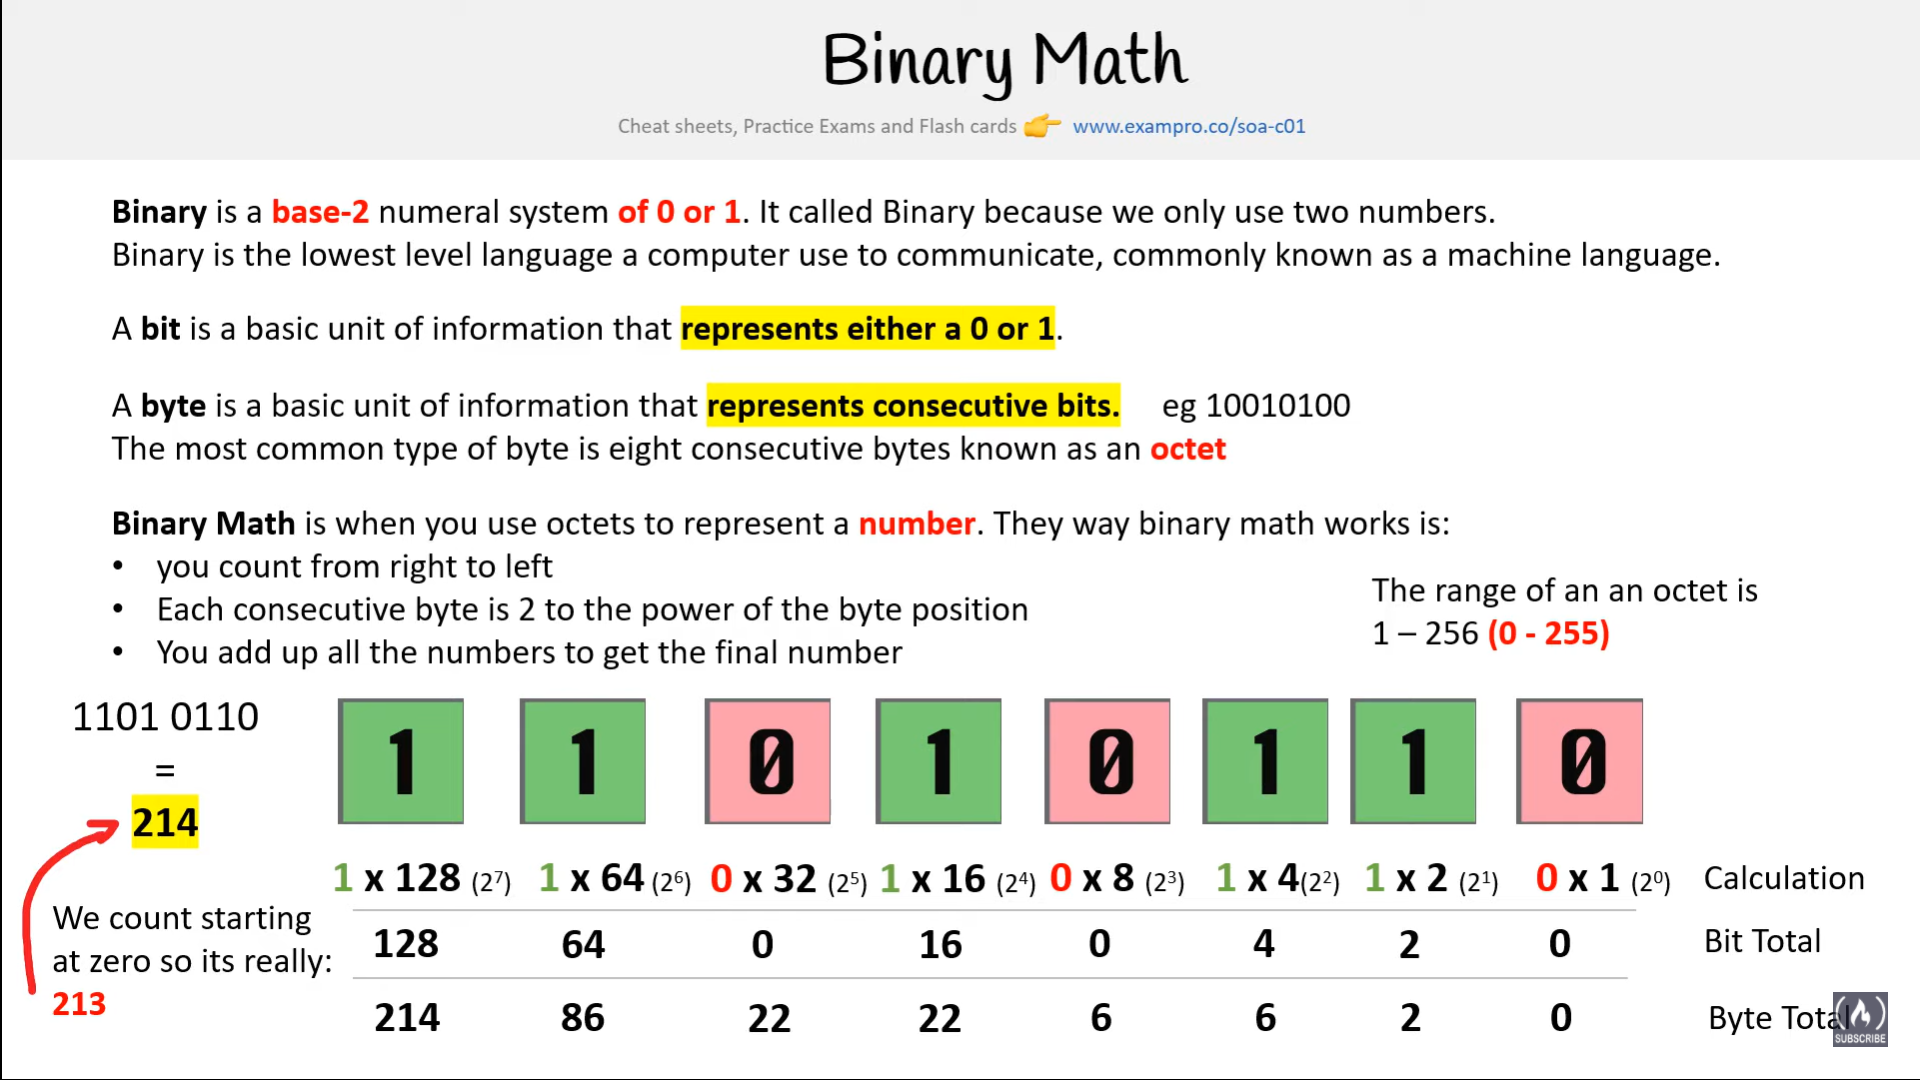 Binary Math
Cheat sheets, Practice Exams and Flash cards 👉 www.exampro.co/soa-c01
Binary is a base-2 numeral system of 0 or 1. It called Binary because we only use two numbers.
Binary is the lowest level language a computer use to communicate, commonly known as a machine language.
A bit is a basic unit of information that represents either a 0 or 1.
A byte is a basic unit of information that represents consecutive bits. eg 10010100
The most common type of byte is eight consecutive bytes known as an octet
Binary Math is when you use octets to represent a number. They way binary math works is:
• you count from right to left
• Each consecutive byte is 2 to the power of the byte position
• You add up all the numbers to get the final number
The range of an an octet is
1 – 256 (0 - 255)
1101 0110
=
214
We count starting
at zero so its really:
213
1 1 0 1 0 1 1 0
1 x 128 (2⁷) 1 x 64 (2⁶) 0 x 32 (2⁵) 1 x 16 (2⁴) 0 x 8 (2³) 1 x 4(2²) 1 x 2 (2¹) 0 x 1 (2⁰) Calculation
128 64 0 16 0 4 2 0 Bit Total
214 86 22 22 6 6 2 0 Byte Tota
SUBSCRIBE